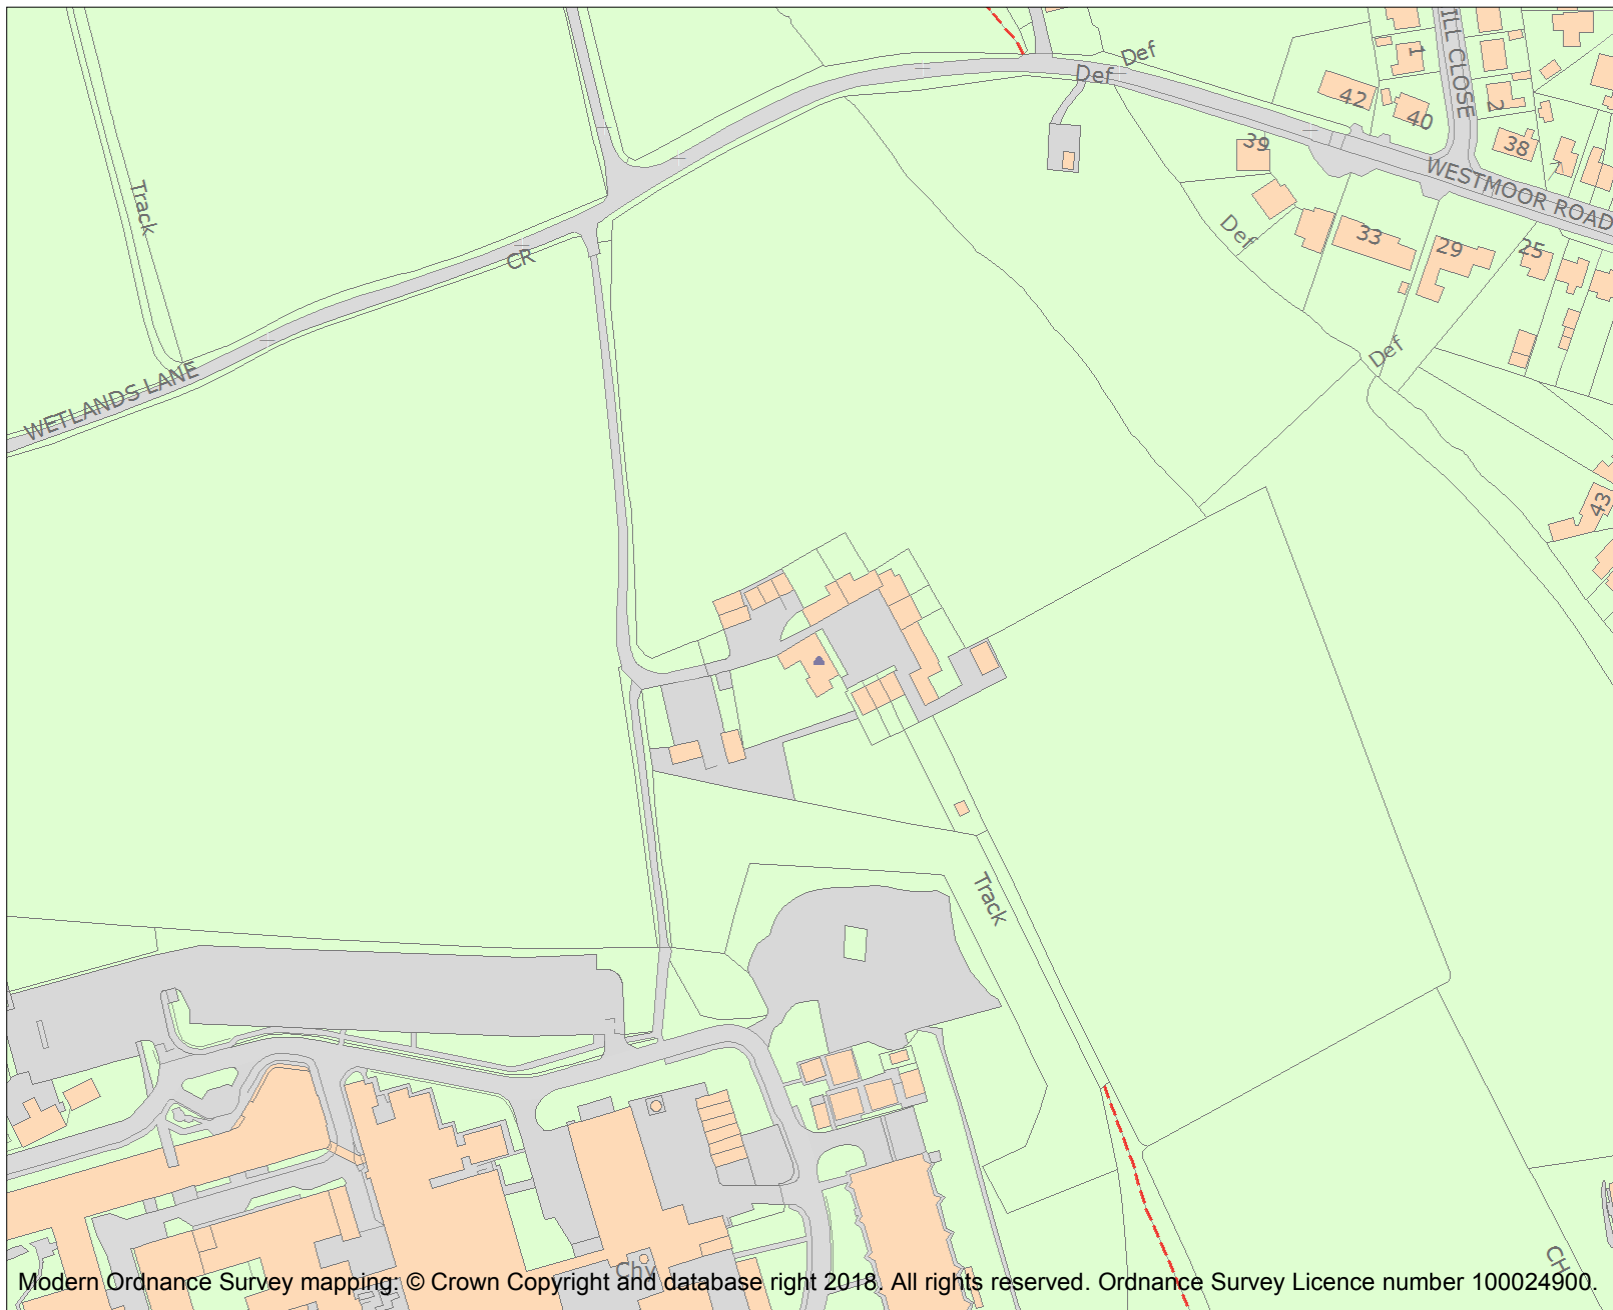 Def
Def
ILL CLOSE
1
2
42
40
38
39
WESTMOOR ROAD
Track
Def
33
29
25
CR
Def
WETLANDS LANE
43
Track
CH
Chy
Modern Ordnance Survey mapping: © Crown Copyright and database right 2018. All rights reserved. Ordnance Survey Licence number 100024900.